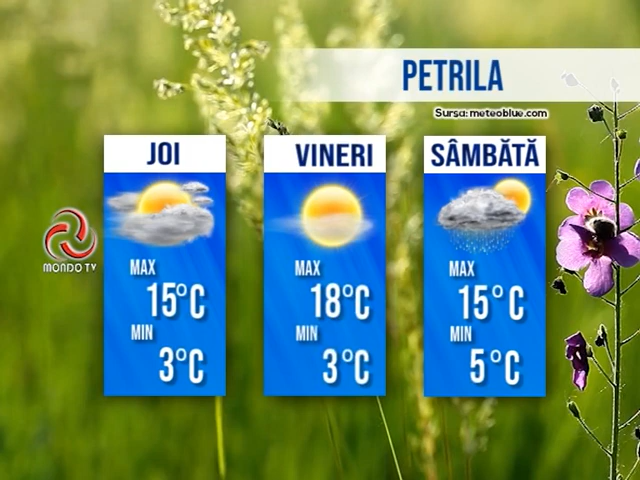 PETRILA
Sursa: meteoblue.com
JOI
MAX
15°C
MIN
3°C
VINERI
MAX
18°C
MIN
3°C
SÂMBĂTĂ
MAX
15°C
MIN
5°C
MONDO TV